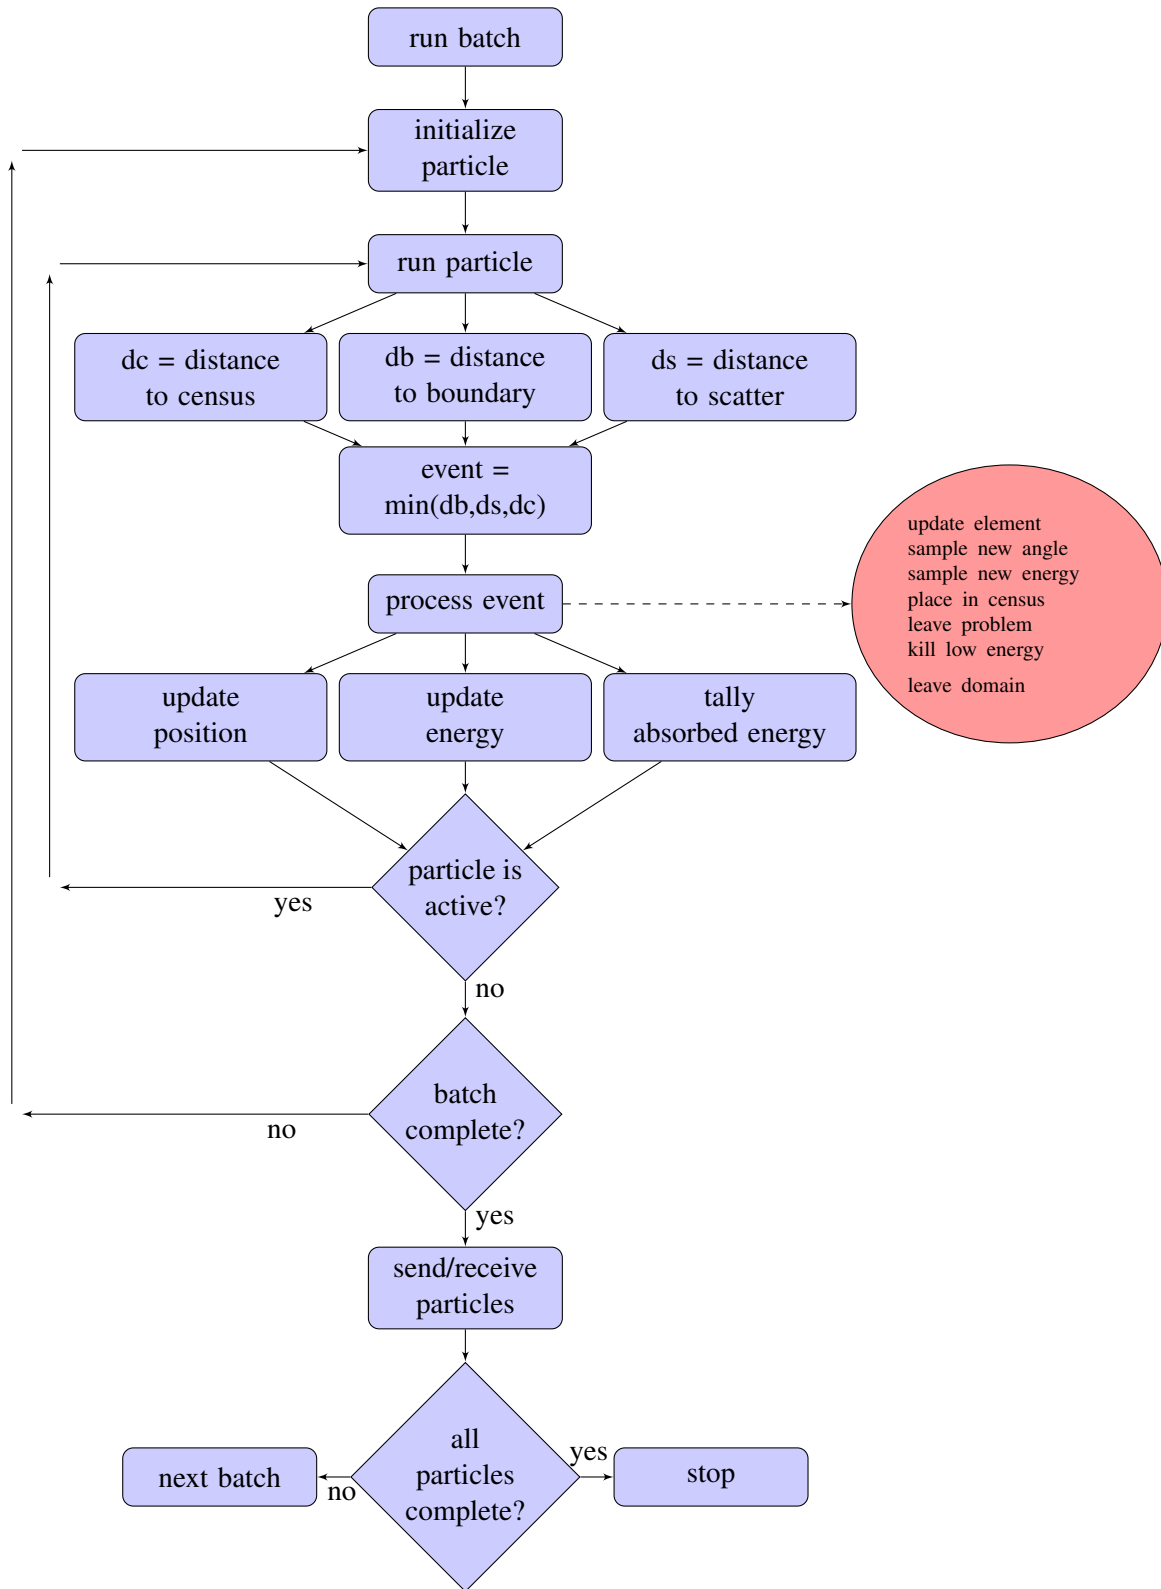 run batch
initialize
particle
run particle
dc = distance
to census
db = distance
to boundary
ds = distance
to scatter
event =
min(db,ds,dc)
process event
update element
sample new angle
sample new energy
place in census
leave problem
kill low energy
leave domain
update
position
update
energy
tally
absorbed energy
particle is
active?
yes
no
batch
complete?
no
yes
send/receive
particles
all
particles
complete?
no
yes
next batch
stop